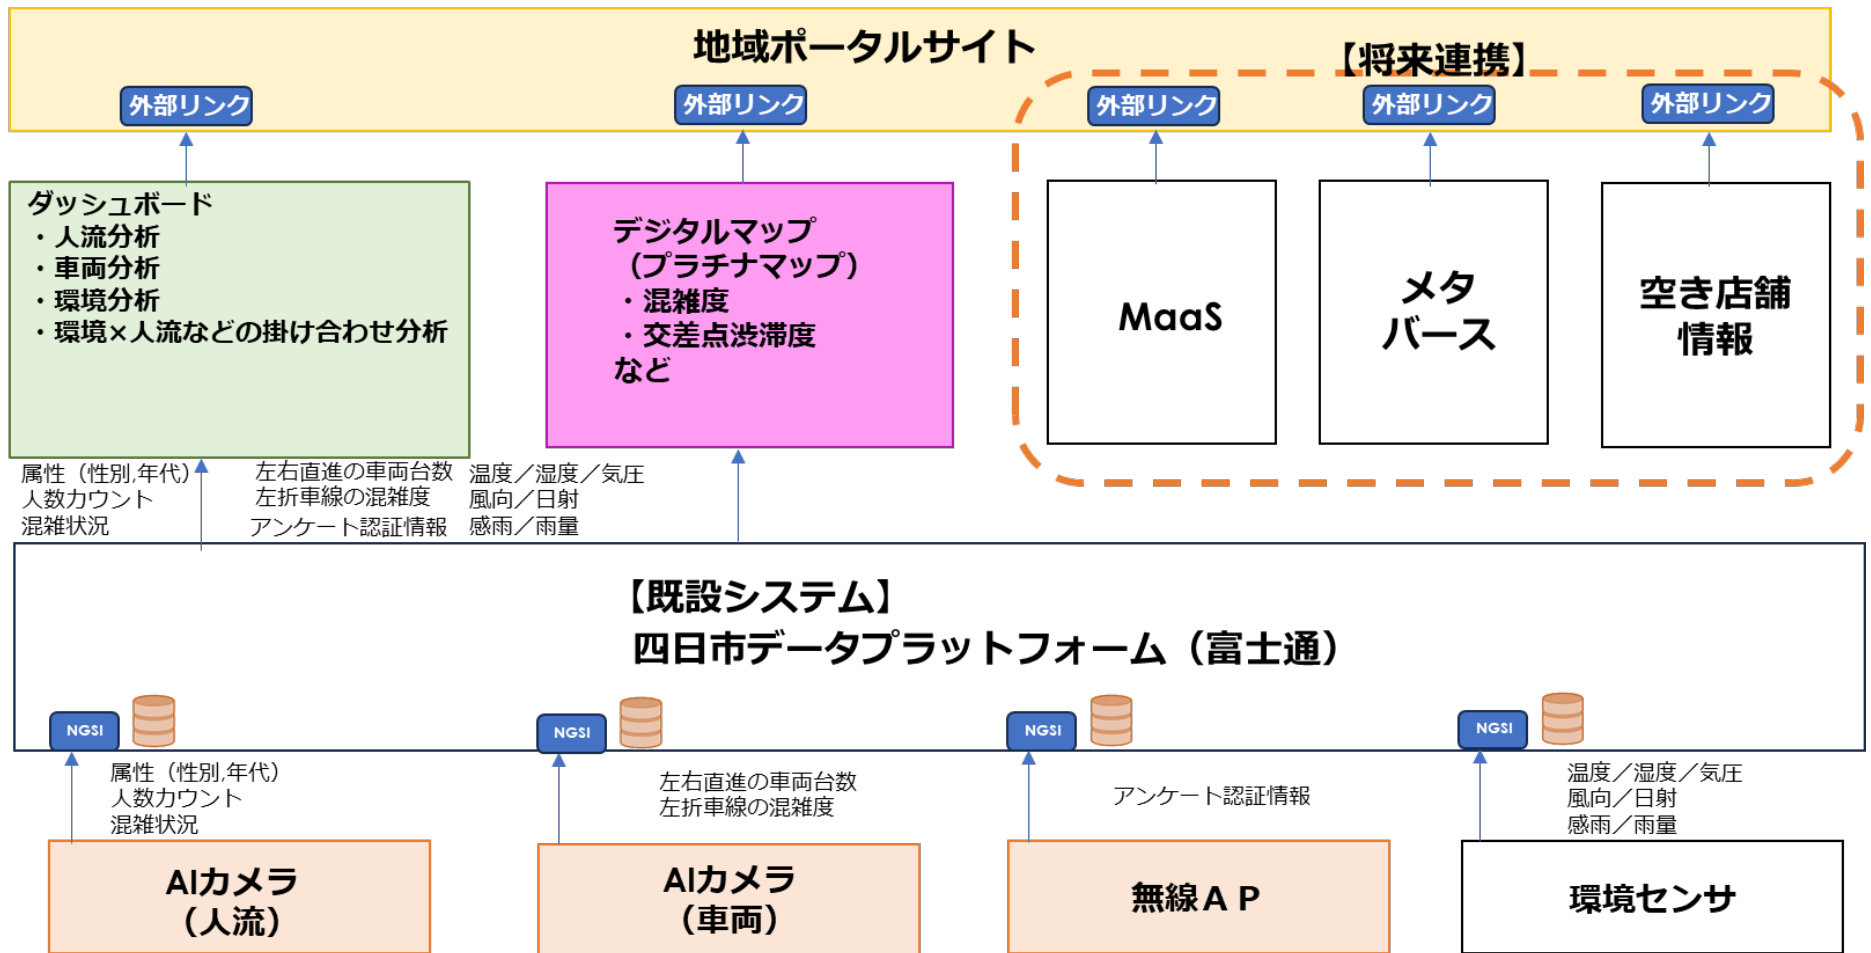 地域ポータルサイト
【将来連携】
外部リンク
外部リンク
外部リンク
外部リンク
外部リンク
ダッシュボード
・人流分析
・車両分析
・環境分析
・環境×人流などの掛け合わせ分析
デジタルマップ
（プラチナマップ）
・混雑度
・交差点渋滞度
など
MaaS
メタ
バース
空き店舗
情報
属性（性別,年代）
人数カウント
混雑状況
左右直進の車両台数
左折車線の混雑度
アンケート認証情報
温度／湿度／気圧
風向／日射
感雨／雨量
【既設システム】
四日市データプラットフォーム（富士通）
NGSI
NGSI
NGSI
NGSI
属性（性別,年代）
人数カウント
混雑状況
左右直進の車両台数
左折車線の混雑度
アンケート認証情報
温度／湿度／気圧
風向／日射
感雨／雨量
AIカメラ
（人流）
AIカメラ
（車両）
無線ＡＰ
環境センサ